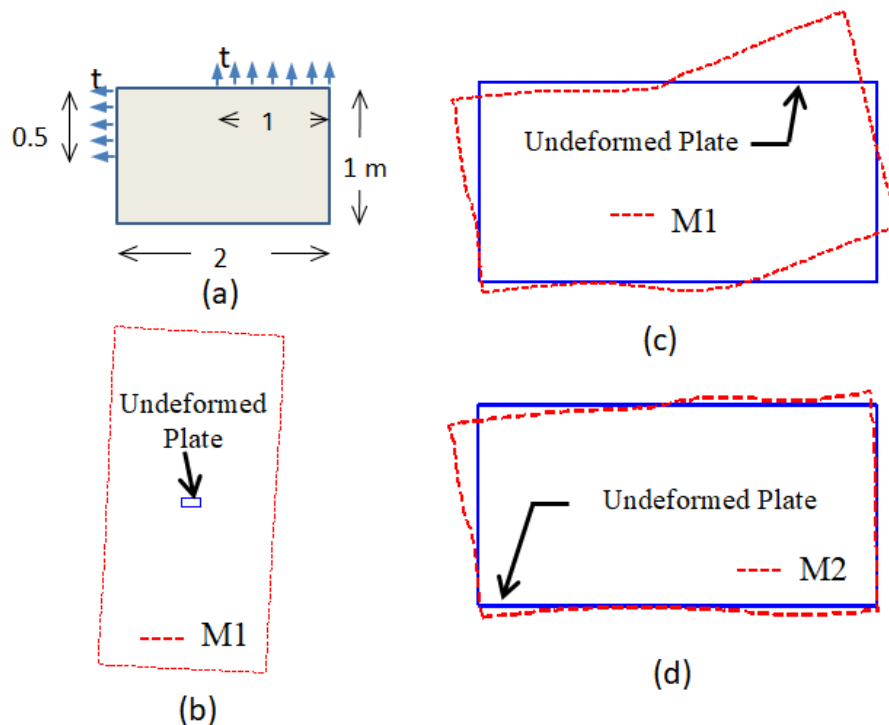 t
t
0.5
1
1 m
2
(a)
Undeformed Plate
M1
(c)
Undeformed
Plate
M1
(b)
Undeformed Plate
M2
(d)